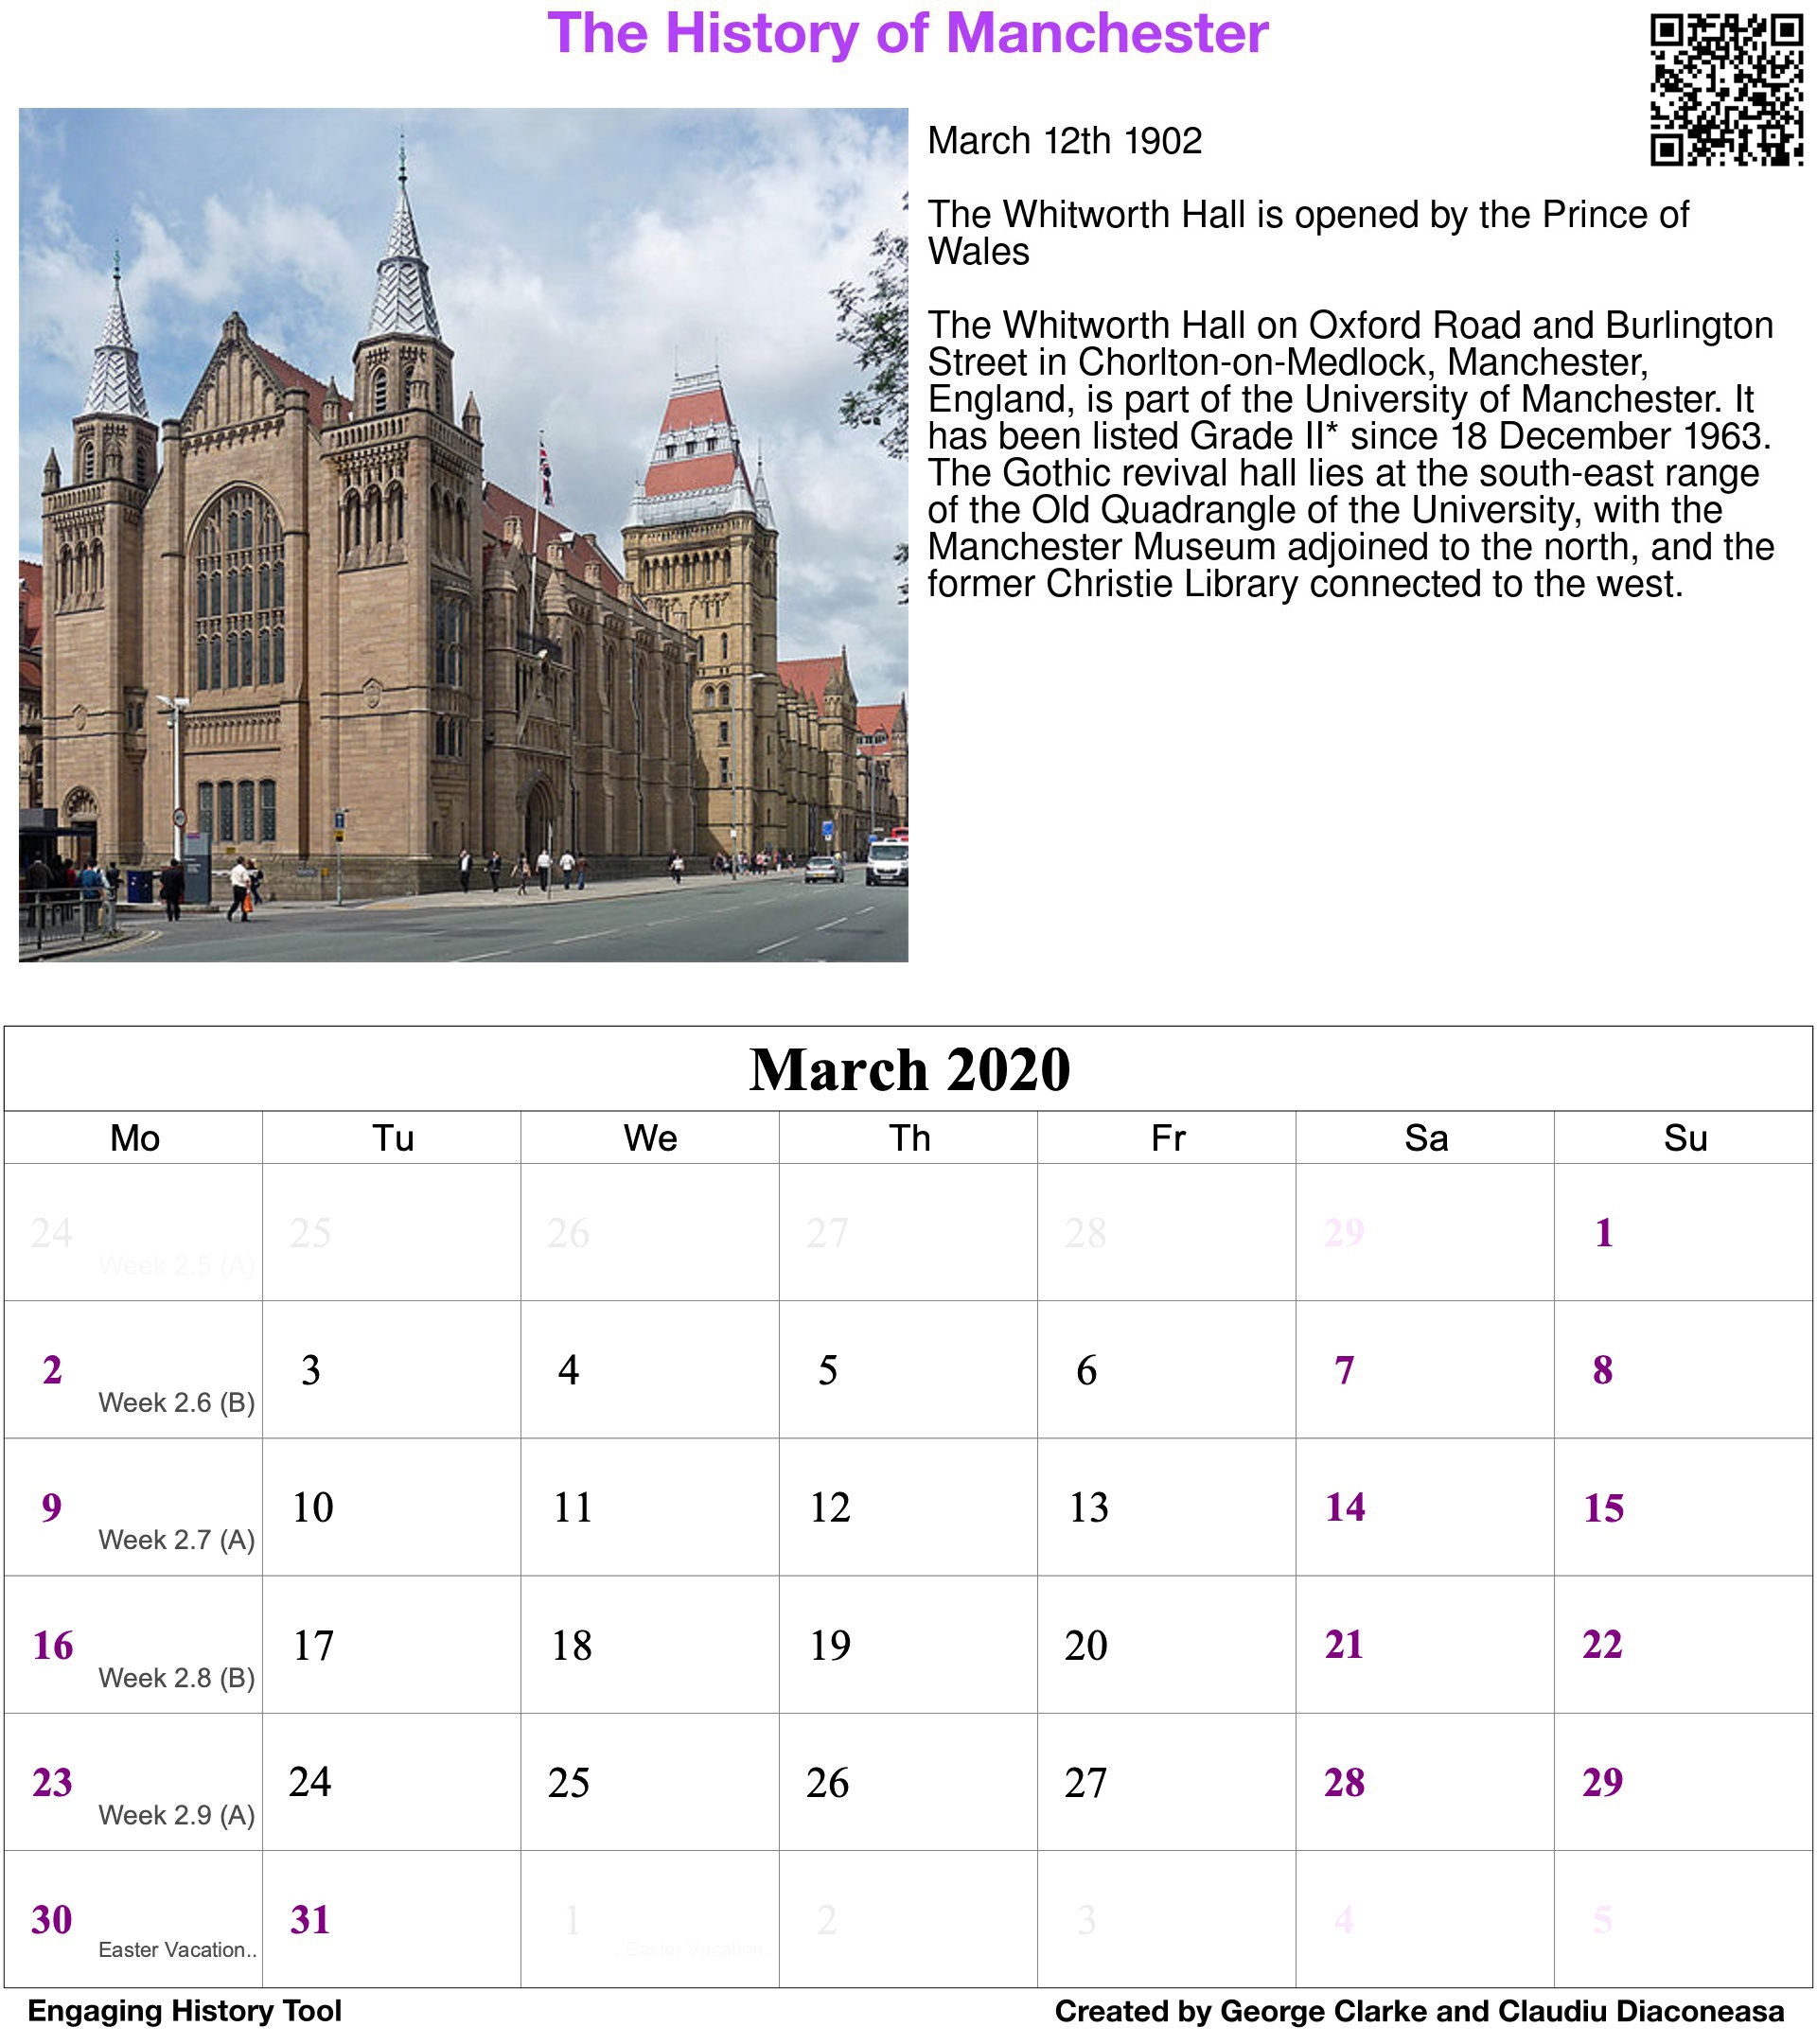 The History of Manchester
March 12th 1902
The Whitworth Hall is opened by the Prince of
Wales
The Whitworth Hall on Oxford Road and Burlington
Street in Chorlton-on-Medlock, Manchester,
England, is part of the University of Manchester. It
has been listed Grade II* since 18 December 1963.
The Gothic revival hall lies at the south-east range
of the Old Quadrangle of the University, with the
Manchester Museum adjoined to the north, and the
former Christie Library connected to the west.
March 2020
Mo Tu We Th Fr Sa Su
24 25 26 27 28 29 1
Week 2.5 (A)
2 3 4 5 6 7 8
Week 2.6 (B)
9 10 11 12 13 14 15
Week 2.7 (A)
16 17 18 19 20 21 22
Week 2.8 (B)
23 24 25 26 27 28 29
Week 2.9 (A)
30 31 1 2 3 4 5
Easter Vacation.. ..Easter Vacation..
Engaging History Tool Created by George Clarke and Claudiu Diaconeasa